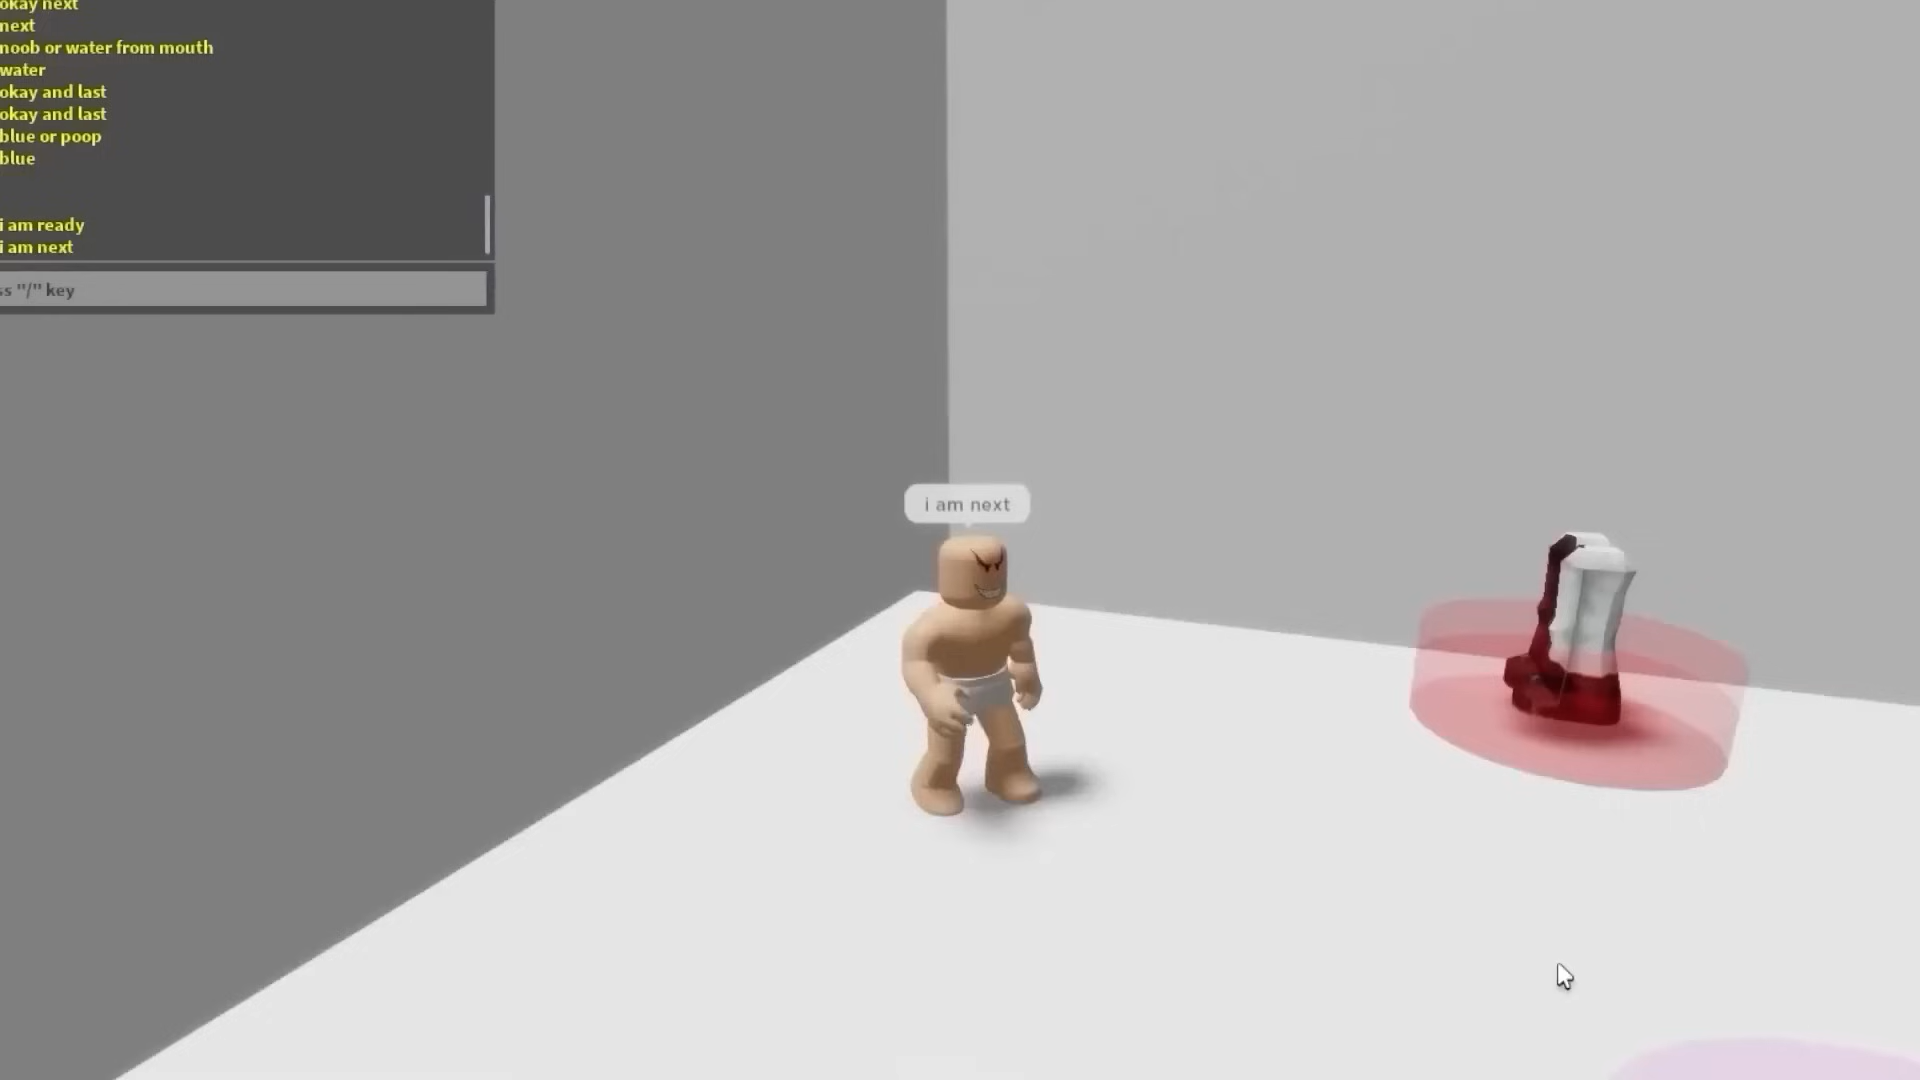 okay next
next
noob or water from mouth
water
okay and last
okay and last
blue or poop
blue
i am ready
i am next
"/" key
i am next